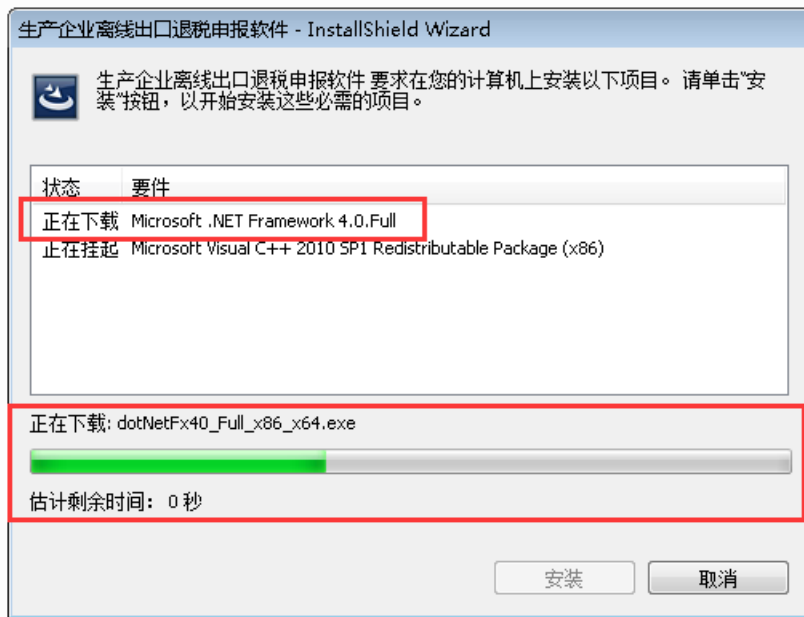 生产企业离线出口退税申报软件 - InstallShield Wizard
生产企业离线出口退税申报软件 要求在您的计算机上安装以下项目。 请单击“安
装”按钮，以开始安装这些必需的项目。
状态 要件
正在下载 Microsoft .NET Framework 4.0.Full
正在挂起 Microsoft Visual C++ 2010 SP1 Redistributable Package (x86)
正在下载: dotNetFx40_Full_x86_x64.exe
估计剩余时间： 0 秒
安装 取消